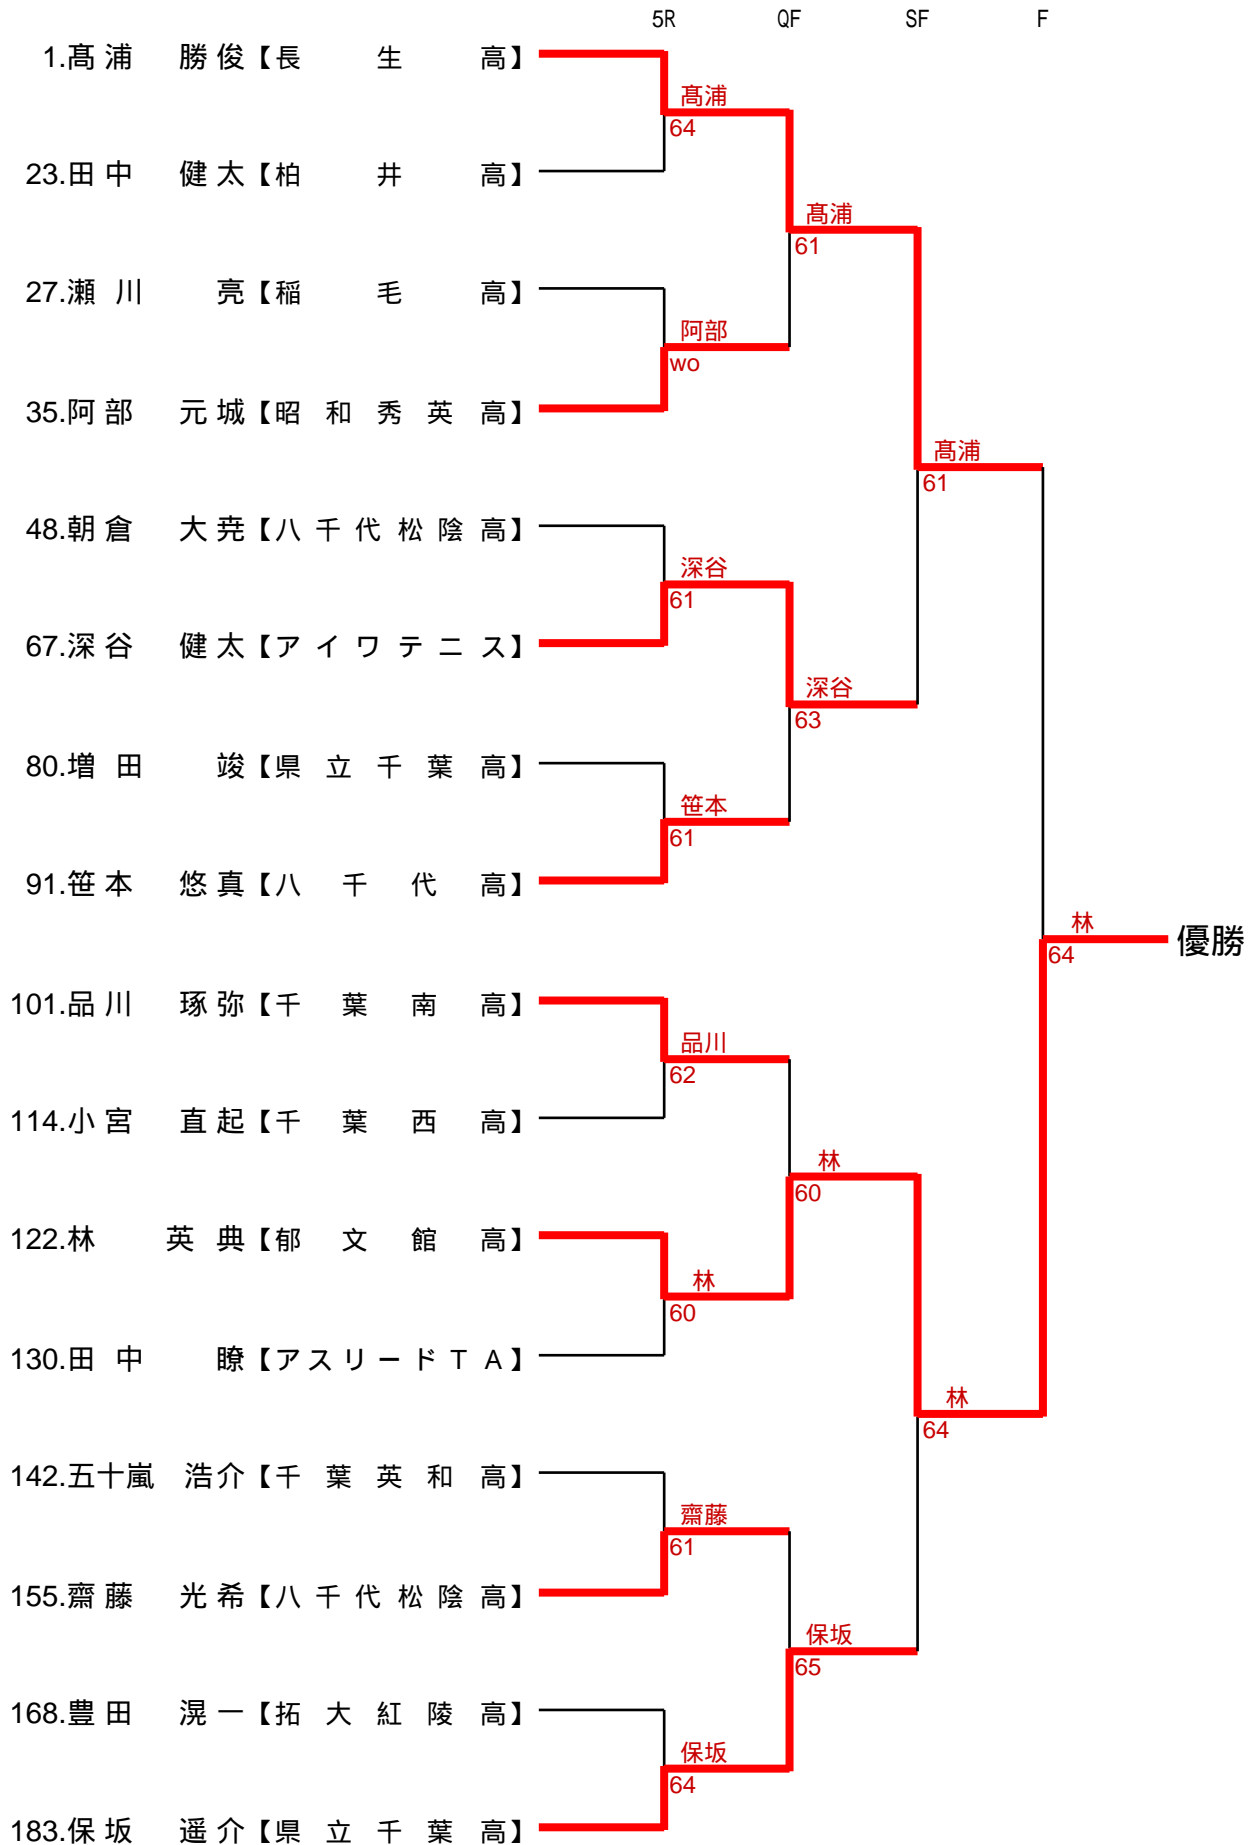 5R QF SF F
1.髙浦 勝俊【長生高】
髙浦
64
23.田中 健太【柏井高】
髙浦
61
27.瀬川 亮【稲毛高】
阿部
wo
35.阿部 元城【昭和秀英高】
髙浦
61
48.朝倉 大尭【八千代松陰高】
深谷
61
67.深谷 健太【アイワテニス】
深谷
63
80.増田 竣【県立千葉高】
笹本
61
91.笹本 悠真【八千代高】
林
64
優勝
101.品川 琢弥【千葉南高】
品川
62
114.小宮 直起【千葉西高】
林
60
122.林 英典【郁文館高】
林
60
130.田中 瞭【アスリードTA】
林
64
142.五十嵐 浩介【千葉英和高】
齋藤
61
155.齋藤 光希【八千代松陰高】
保坂
65
168.豊田 滉一【拓大紅陵高】
保坂
64
183.保坂 遥介【県立千葉高】